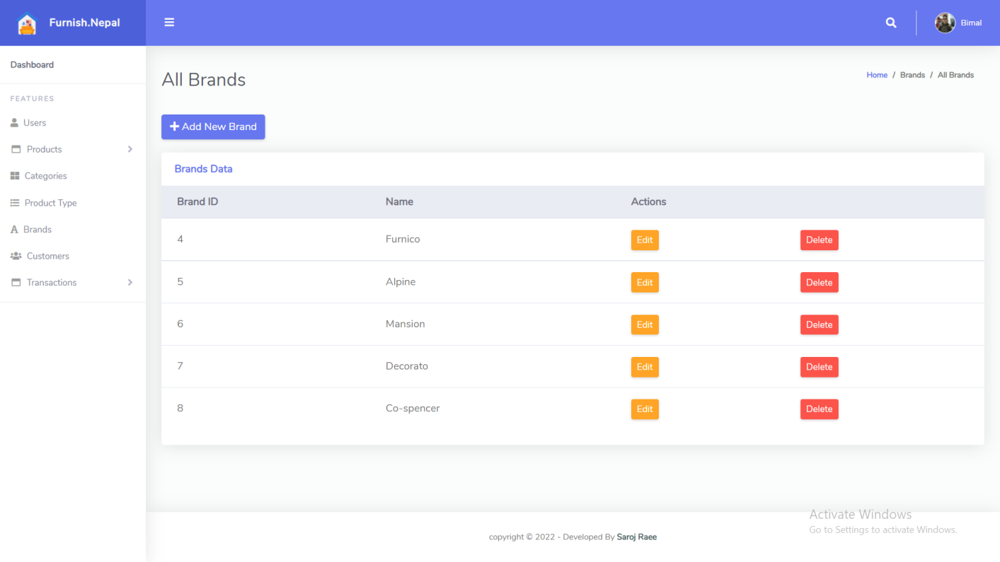 Furnish.Nepal
Bimal
Dashboard
FEATURES
Users
Products
Categories
Product Type
Brands
Customers
Transactions
All Brands
Home / Brands / All Brands
Add New Brand
Brands Data
Brand ID Name Actions
4 Furnico Edit Delete
5 Alpine Edit Delete
6 Mansion Edit Delete
7 Decorato Edit Delete
8 Co-spencer Edit Delete
Activate Windows
Go to Settings to activate Windows.
copyright © 2022 - Developed By Saroj Raee